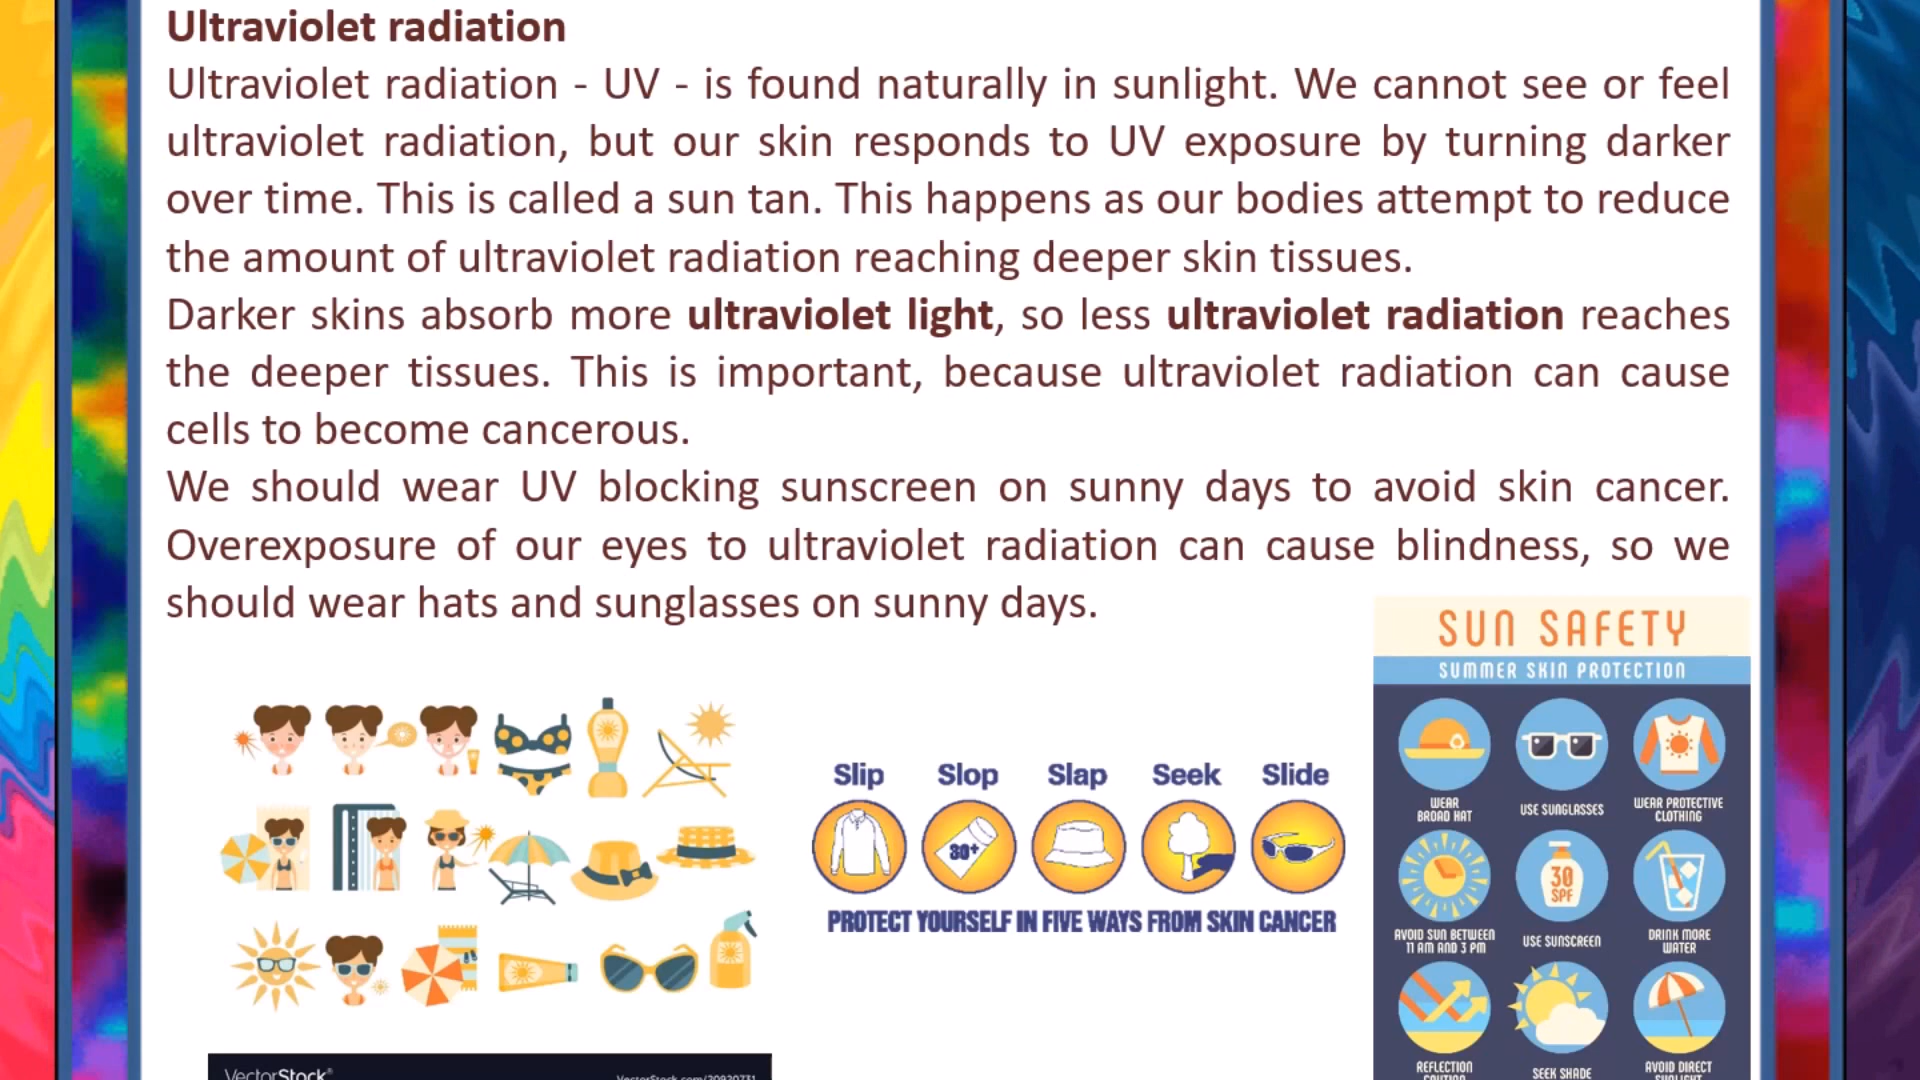 Ultraviolet radiation
Ultraviolet radiation - UV - is found naturally in sunlight. We cannot see or feel
ultraviolet radiation, but our skin responds to UV exposure by turning darker
over time. This is called a sun tan. This happens as our bodies attempt to reduce
the amount of ultraviolet radiation reaching deeper skin tissues.
Darker skins absorb more ultraviolet light, so less ultraviolet radiation reaches
the deeper tissues. This is important, because ultraviolet radiation can cause
cells to become cancerous.
We should wear UV blocking sunscreen on sunny days to avoid skin cancer.
Overexposure of our eyes to ultraviolet radiation can cause blindness, so we
should wear hats and sunglasses on sunny days.
Slip Slop Slap Seek Slide
30+
PROTECT YOURSELF IN FIVE WAYS FROM SKIN CANCER
SUN SAFETY
SUMMER SKIN PROTECTION
WEAR
BROAD HAT
USE SUNGLASSES
WEAR PROTECTIVE
CLOTHING
30
SPF
AVOID SUN BETWEEN
11 AM AND 3 PM
USE SUNSCREEN
DRINK MORE
WATER
REFLECTION
CAUTION
SEEK SHADE
AVOID DIRECT
SUNLIGHT
VectorStock®
VectorStock.com/20920731